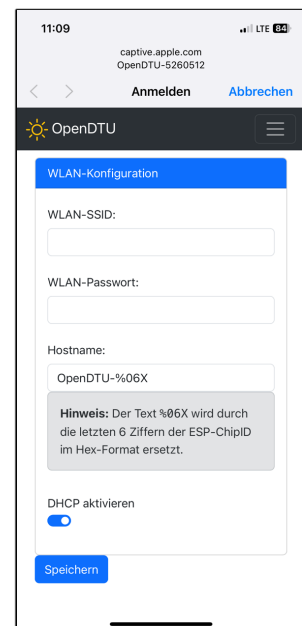 11:09
LTE 84
captive.apple.com
OpenDTU-5260512
Anmelden
Abbrechen
OpenDTU
WLAN-Konfiguration
WLAN-SSID:
WLAN-Passwort:
Hostname:
OpenDTU-%06X
Hinweis: Der Text %06X wird durch
die letzten 6 Ziffern der ESP-ChipID
im Hex-Format ersetzt.
DHCP aktivieren
Speichern